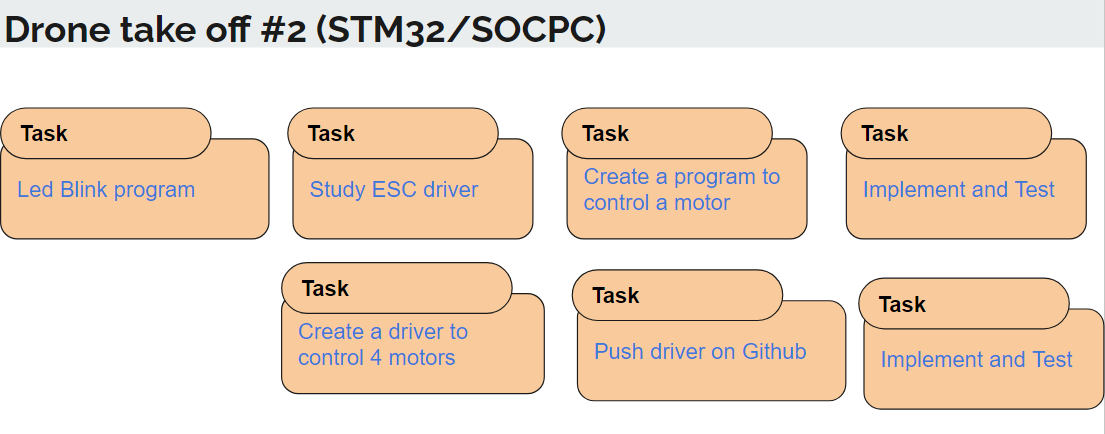 Drone take off #2 (STM32/SOCPC)
Task
Led Blink program
Task
Study ESC driver
Task
Create a program to
control a motor
Task
Implement and Test
Task
Create a driver to
control 4 motors
Task
Push driver on Github
Task
Implement and Test